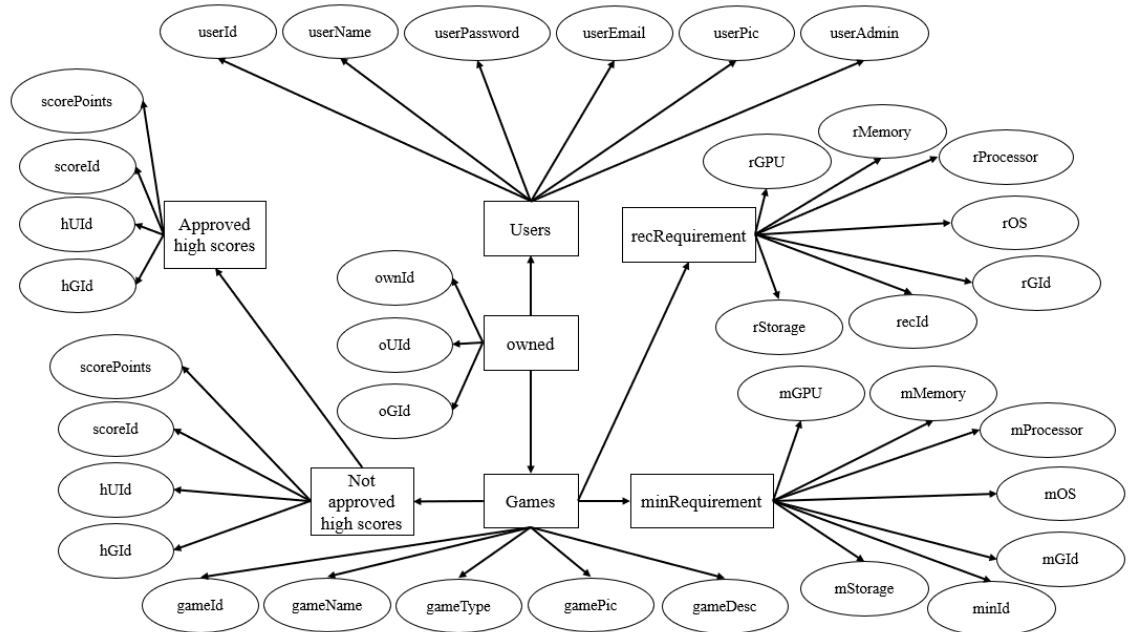 userId
userName
userPassword
userEmail
userPic
userAdmin
scorePoints
scoreId
hUId
hGId
Approved
high scores
Users
recRequirement
rGPU
rMemory
rProcessor
rOS
rGId
recId
rStorage
ownId
oUId
oGId
owned
scorePoints
scoreId
hUId
hGId
Not
approved
high scores
Games
minRequirement
mGPU
mMemory
mProcessor
mOS
mGId
minId
mStorage
gameId
gameName
gameType
gamePic
gameDesc